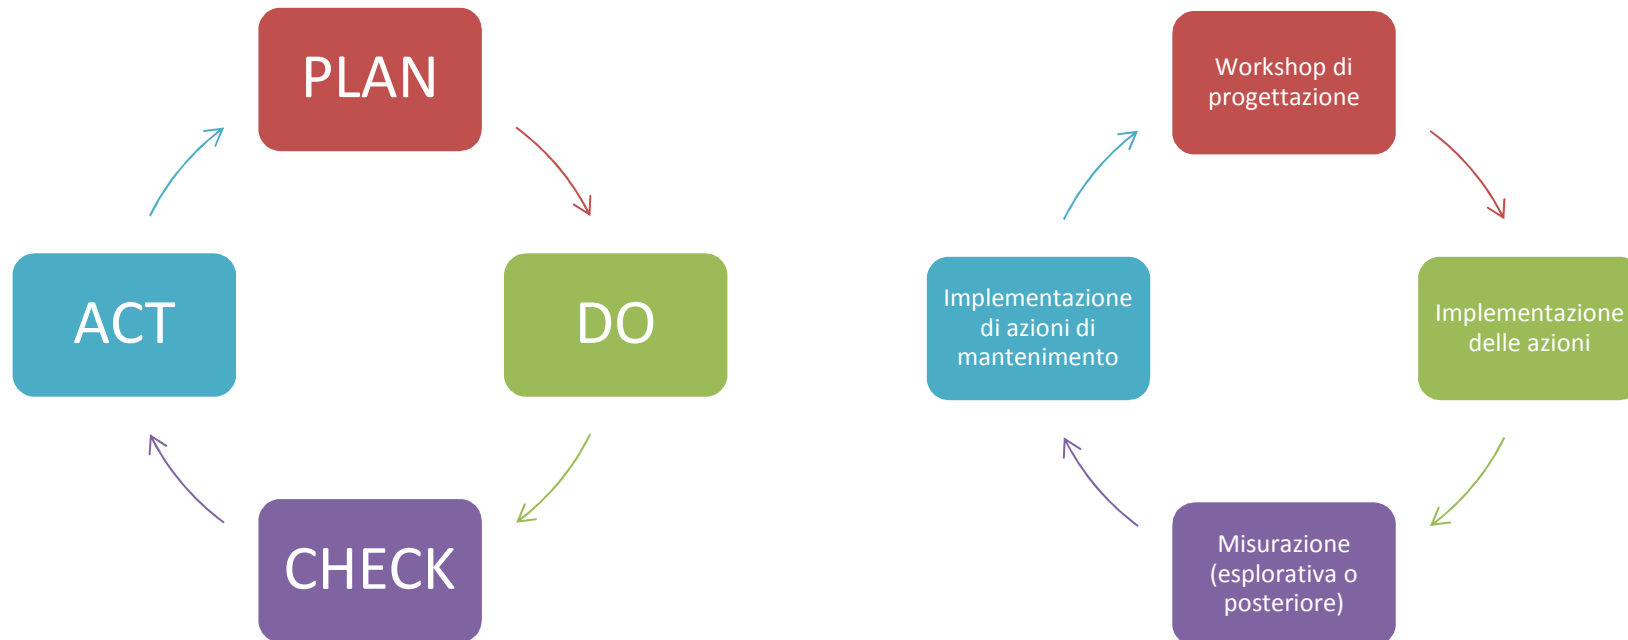 PLAN
DO
CHECK
ACT
Workshop di
progettazione
Implementazione
delle azioni
Misurazione
(esplorativa o
posteriore)
Implementazione
di azioni di
mantenimento